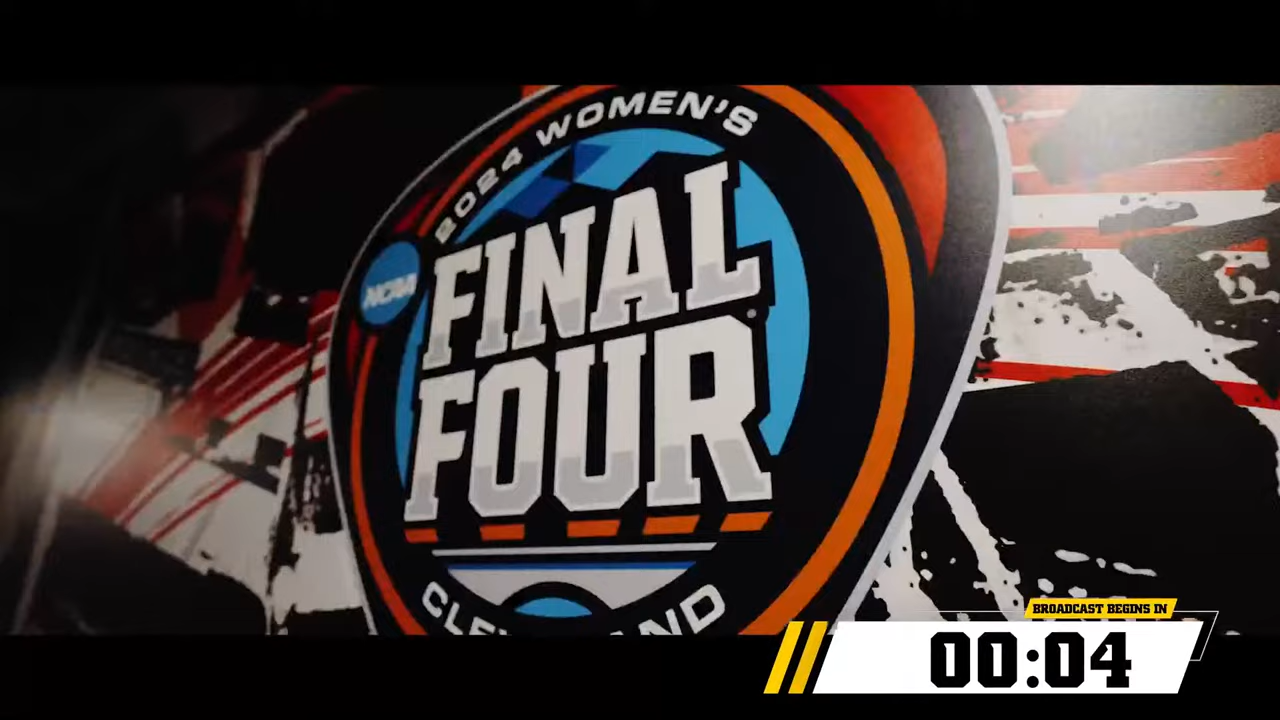 2024 WOMEN'S
NCAA
FINAL
FOUR
BROADCAST BEGINS IN
00:04